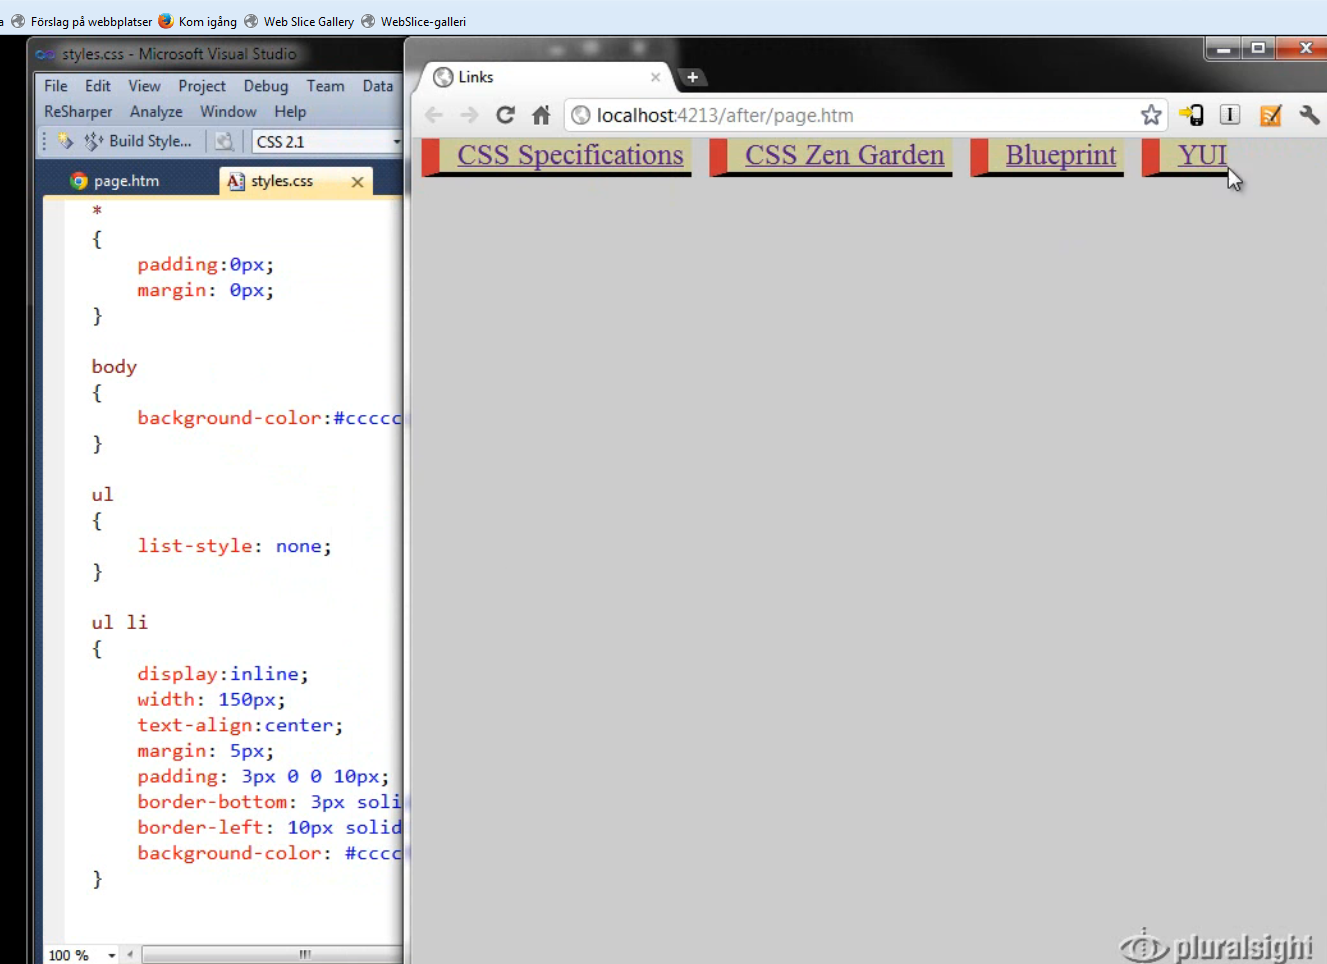 a Förslag på webbplatser Kom igång Web Slice Gallery WebSlice-galleri
styles.css - Microsoft Visual Studio
File Edit View Project Debug Team Data
ReSharper Analyze Window Help
Build Style... CSS 2.1
page.htm styles.css
*
{
padding:0px;
margin: 0px;
}
body
{
background-color:#ccccc
}
ul
{
list-style: none;
}
ul li
{
display:inline;
width: 150px;
text-align:center;
margin: 5px;
padding: 3px 0 0 10px;
border-bottom: 3px soli
border-left: 10px solid
background-color: #cccc
}
100 %
Links
localhost:4213/after/page.htm
CSS Specifications CSS Zen Garden Blueprint YUI
pluralsight